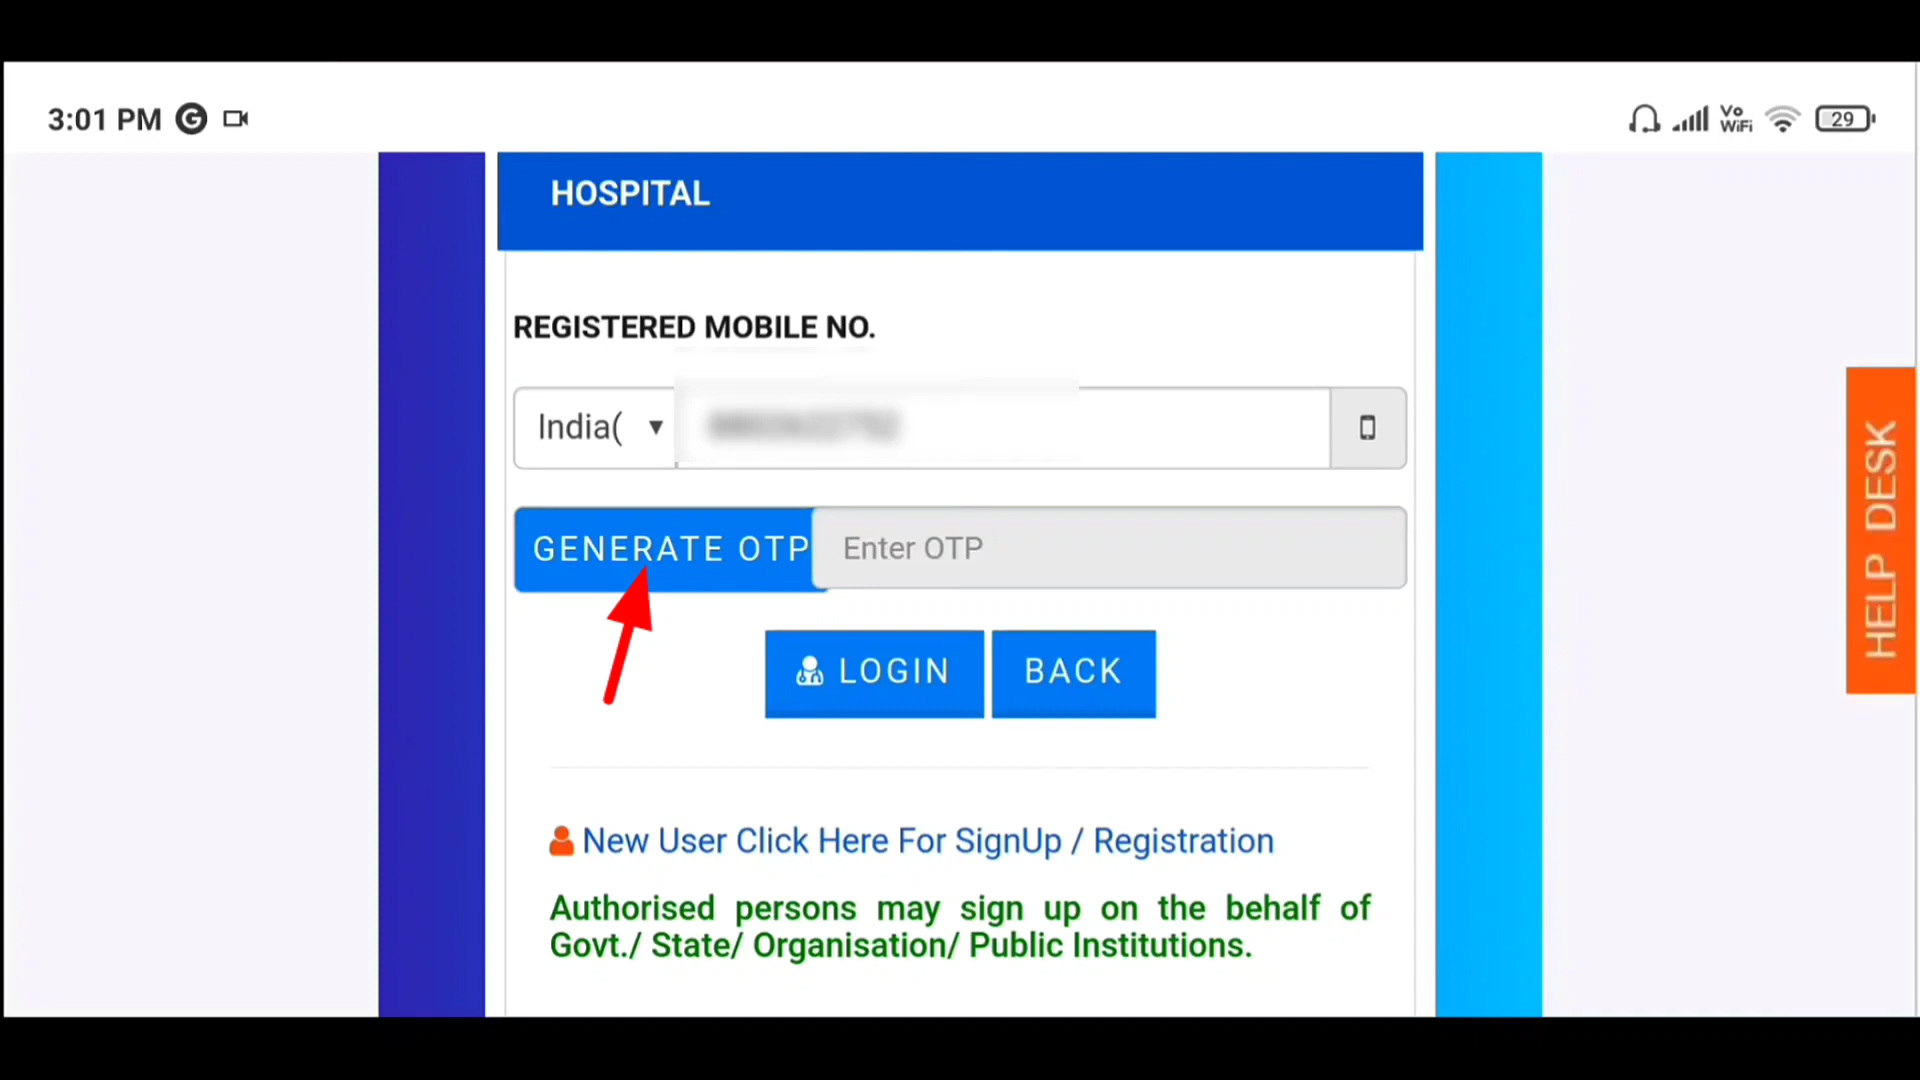 3:01 PM
Vo WiFi
29
HOSPITAL
REGISTERED MOBILE NO.
India(
GENERATE OTP
Enter OTP
LOGIN
BACK
HELP DESK
New User Click Here For SignUp / Registration
Authorised persons may sign up on the behalf of
Govt./ State/ Organisation/ Public Institutions.